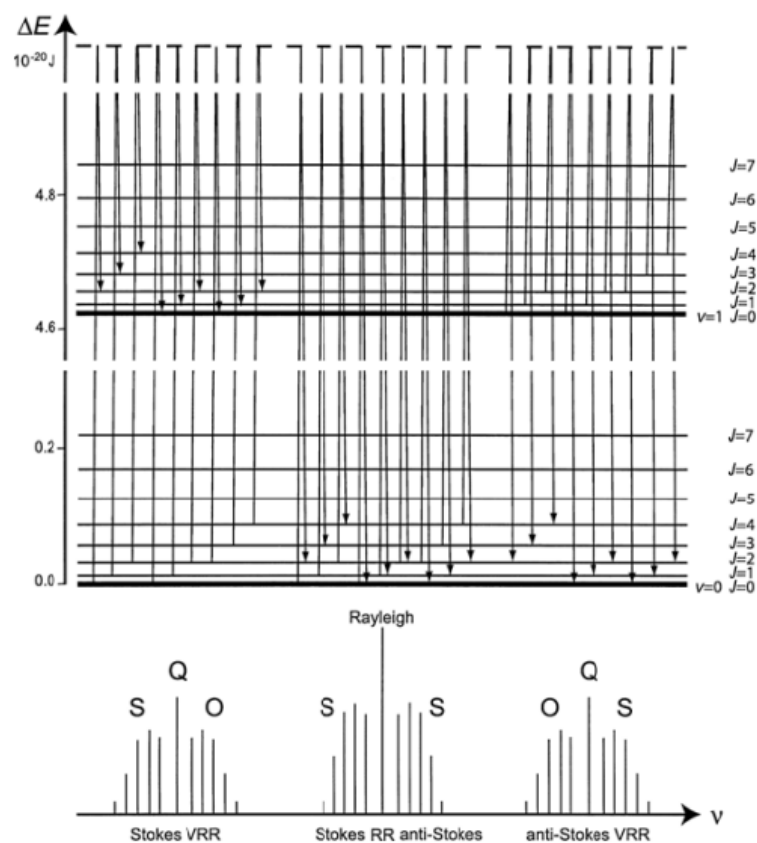 ΔE
10⁻²⁰J
J=7
4.8
J=6
J=5
J=4
J=3
J=2
J=1
4.6
v=1 J=0
J=7
0.2
J=6
J=5
J=4
J=3
J=2
J=1
0.0
v=0 J=0
Rayleigh
Q Q
S O S S O S
ν
Stokes VRR Stokes RR anti-Stokes anti-Stokes VRR